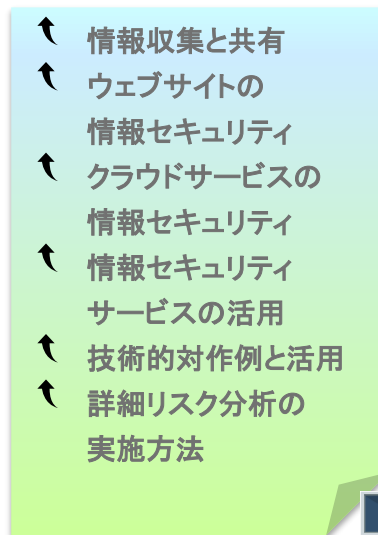 情報収集と共有
ウェブサイトの
情報セキュリティ
クラウドサービスの
情報セキュリティ
情報セキュリティ
サービスの活用
技術的対作例と活用
詳細リスク分析の
実施方法